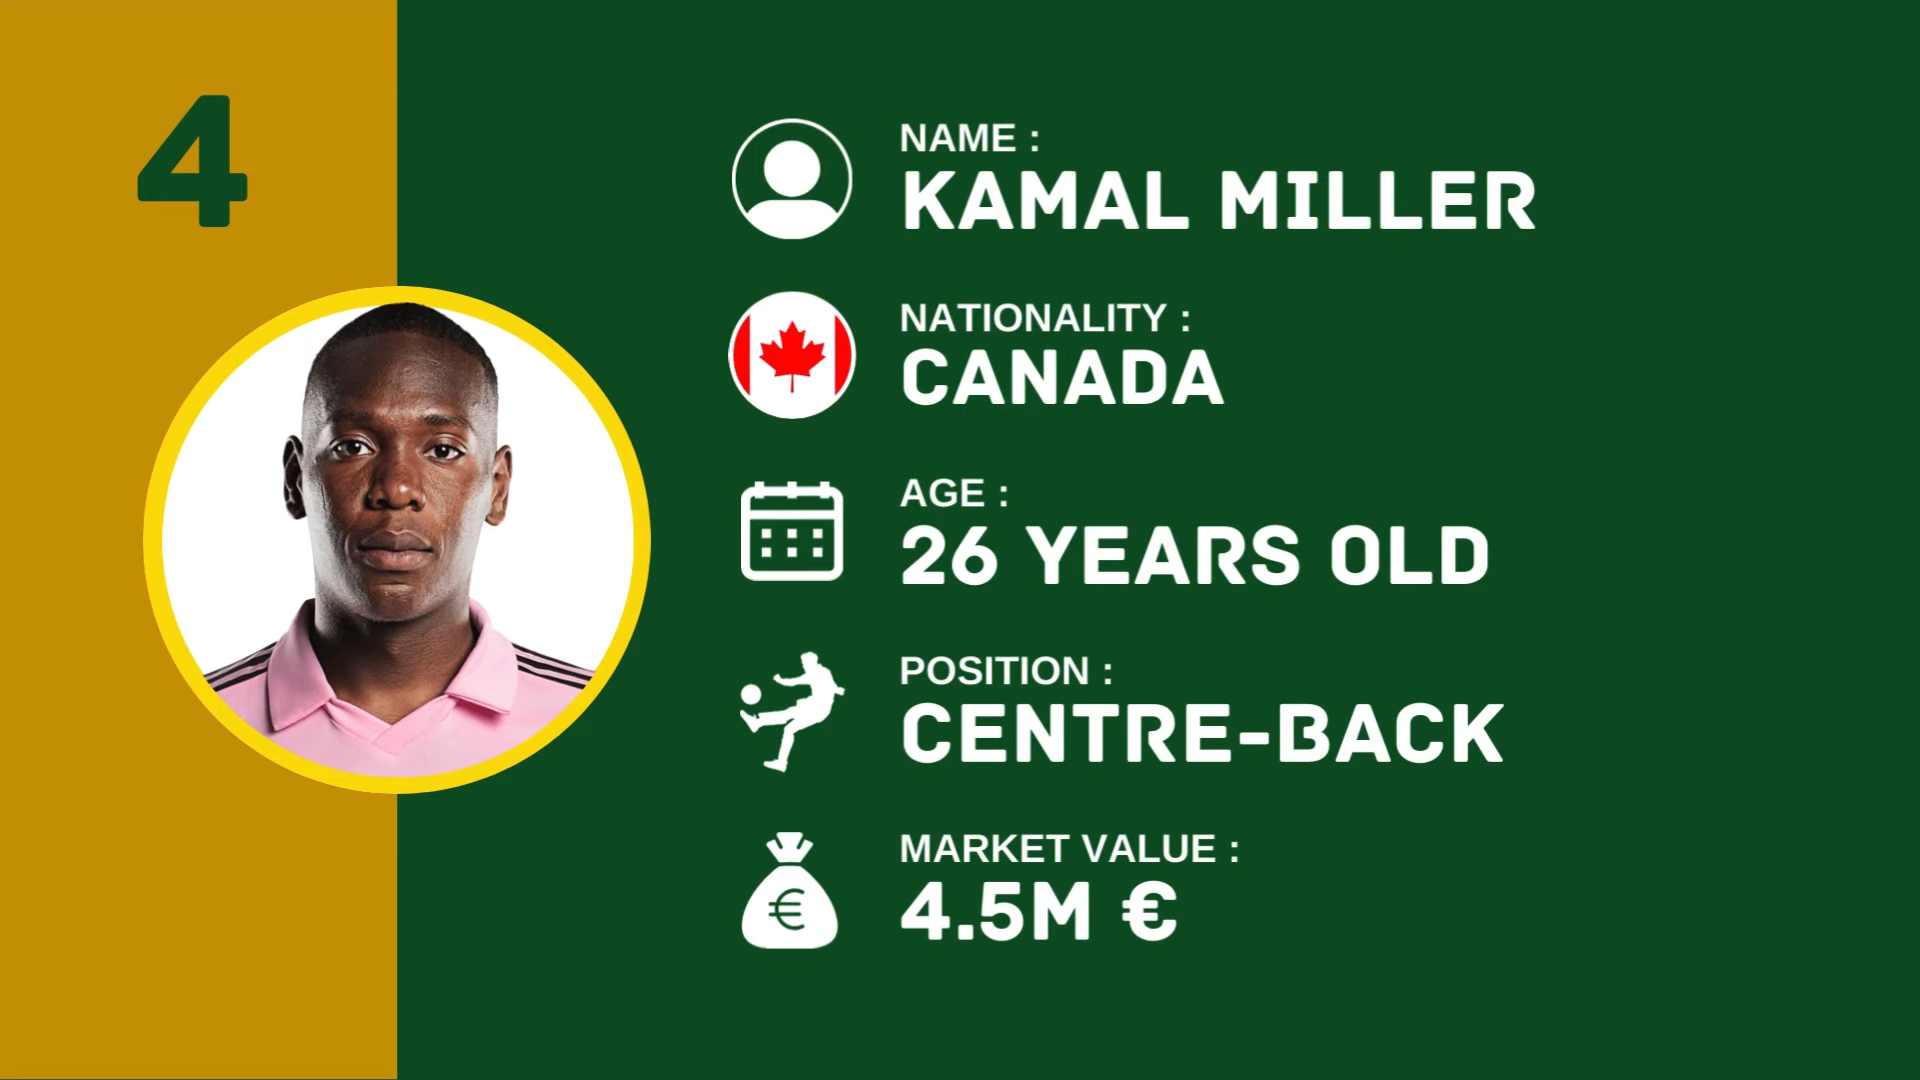 4
NAME :
KAMAL MILLER
NATIONALITY :
CANADA
AGE :
26 YEARS OLD
POSITION :
CENTRE-BACK
MARKET VALUE :
€
4.5M €